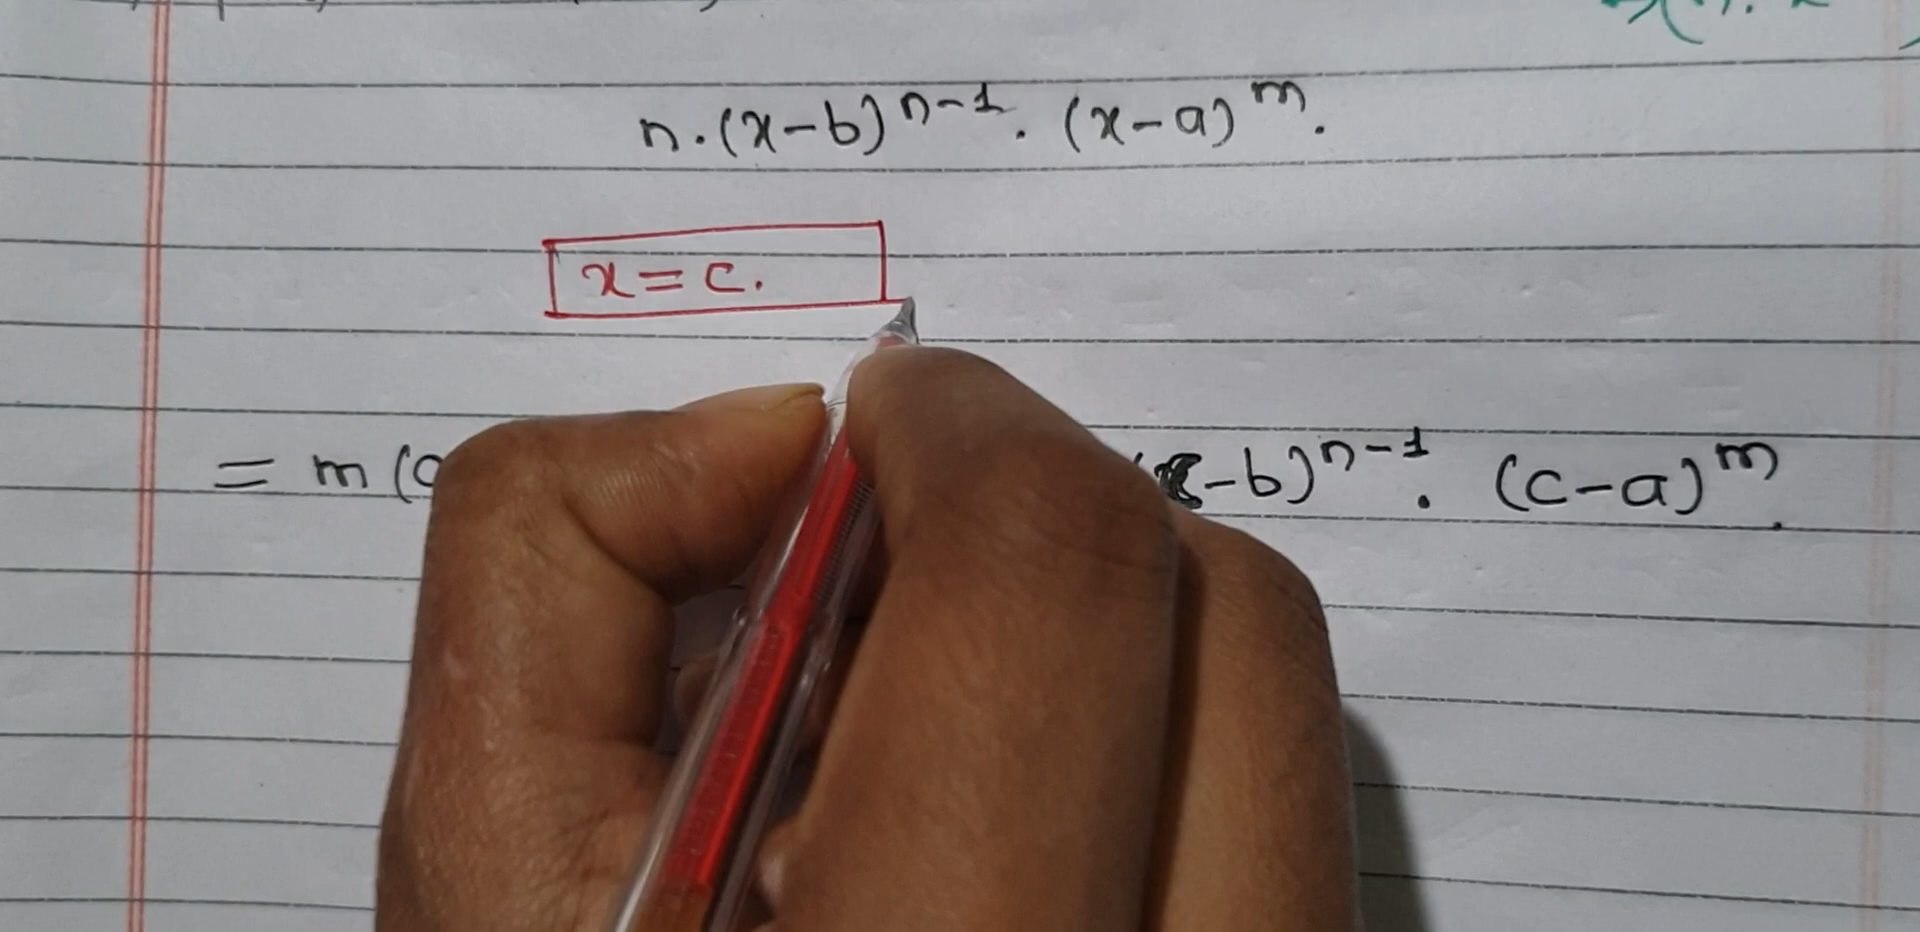 n.(x-b)^{n-1}. (x-a)^m.
x=c.
= m( -b)^{n-1}. (c-a)^m.